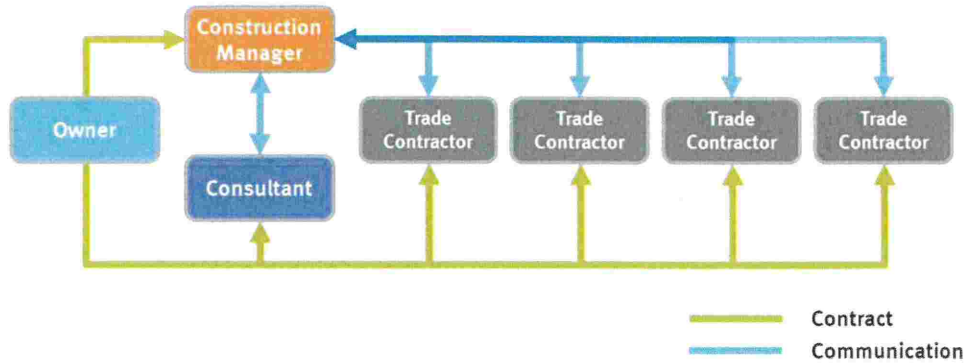 Construction
Manager
Owner
Trade
Contractor
Trade
Contractor
Trade
Contractor
Trade
Contractor
Consultant
Contract
Communication